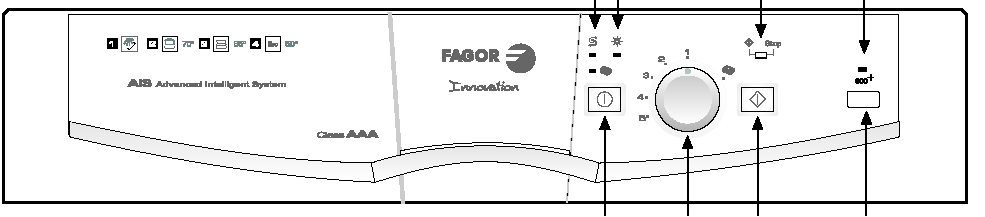 1 2 70° 3 65° 4 Eco 50°
AIS Advanced Intelligent System
Class AAA
FAGOR
Innovation
S
1
2
3
4
5
Stop
eco+